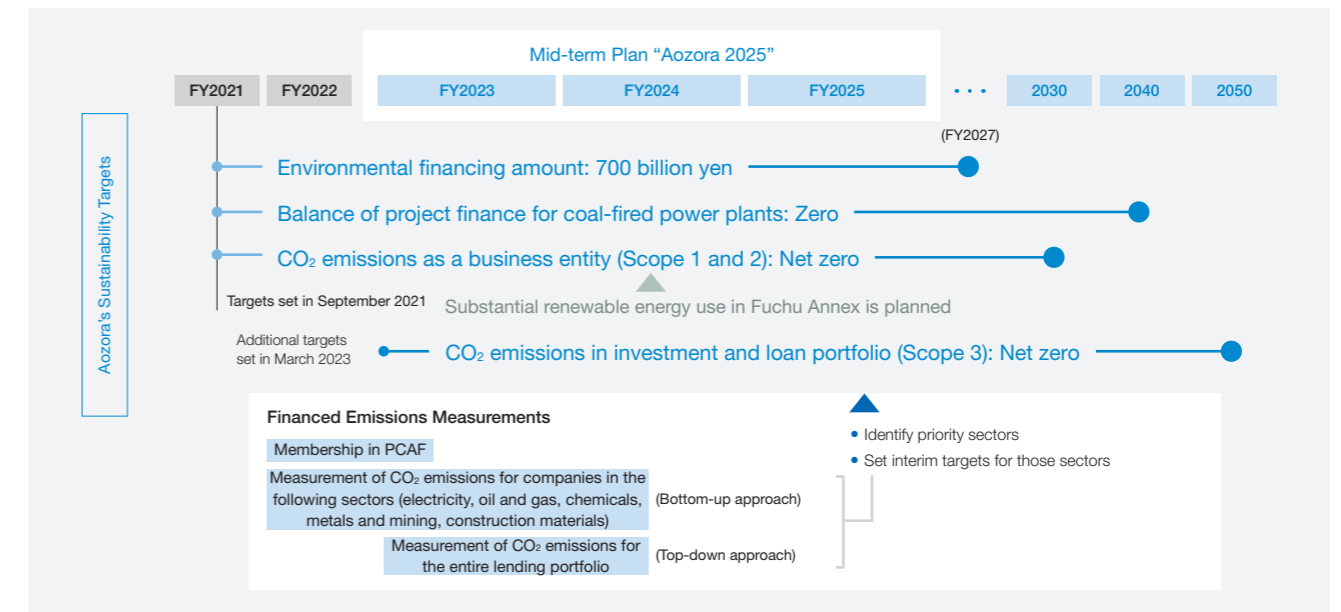 Mid-term Plan “Aozora 2025”
FY2021 FY2022 FY2023 FY2024 FY2025 ・・・ 2030 2040 2050
Aozora's Sustainability Targets
(FY2027)
Environmental financing amount: 700 billion yen
Balance of project finance for coal-fired power plants: Zero
CO₂ emissions as a business entity (Scope 1 and 2): Net zero
Targets set in September 2021
Substantial renewable energy use in Fuchu Annex is planned
Additional targets
set in March 2023
CO₂ emissions in investment and loan portfolio (Scope 3): Net zero
Financed Emissions Measurements
Membership in PCAF
Measurement of CO₂ emissions for companies in the
following sectors (electricity, oil and gas, chemicals,
metals and mining, construction materials)
(Bottom-up approach)
Measurement of CO₂ emissions for
the entire lending portfolio
(Top-down approach)
• Identify priority sectors
• Set interim targets for those sectors